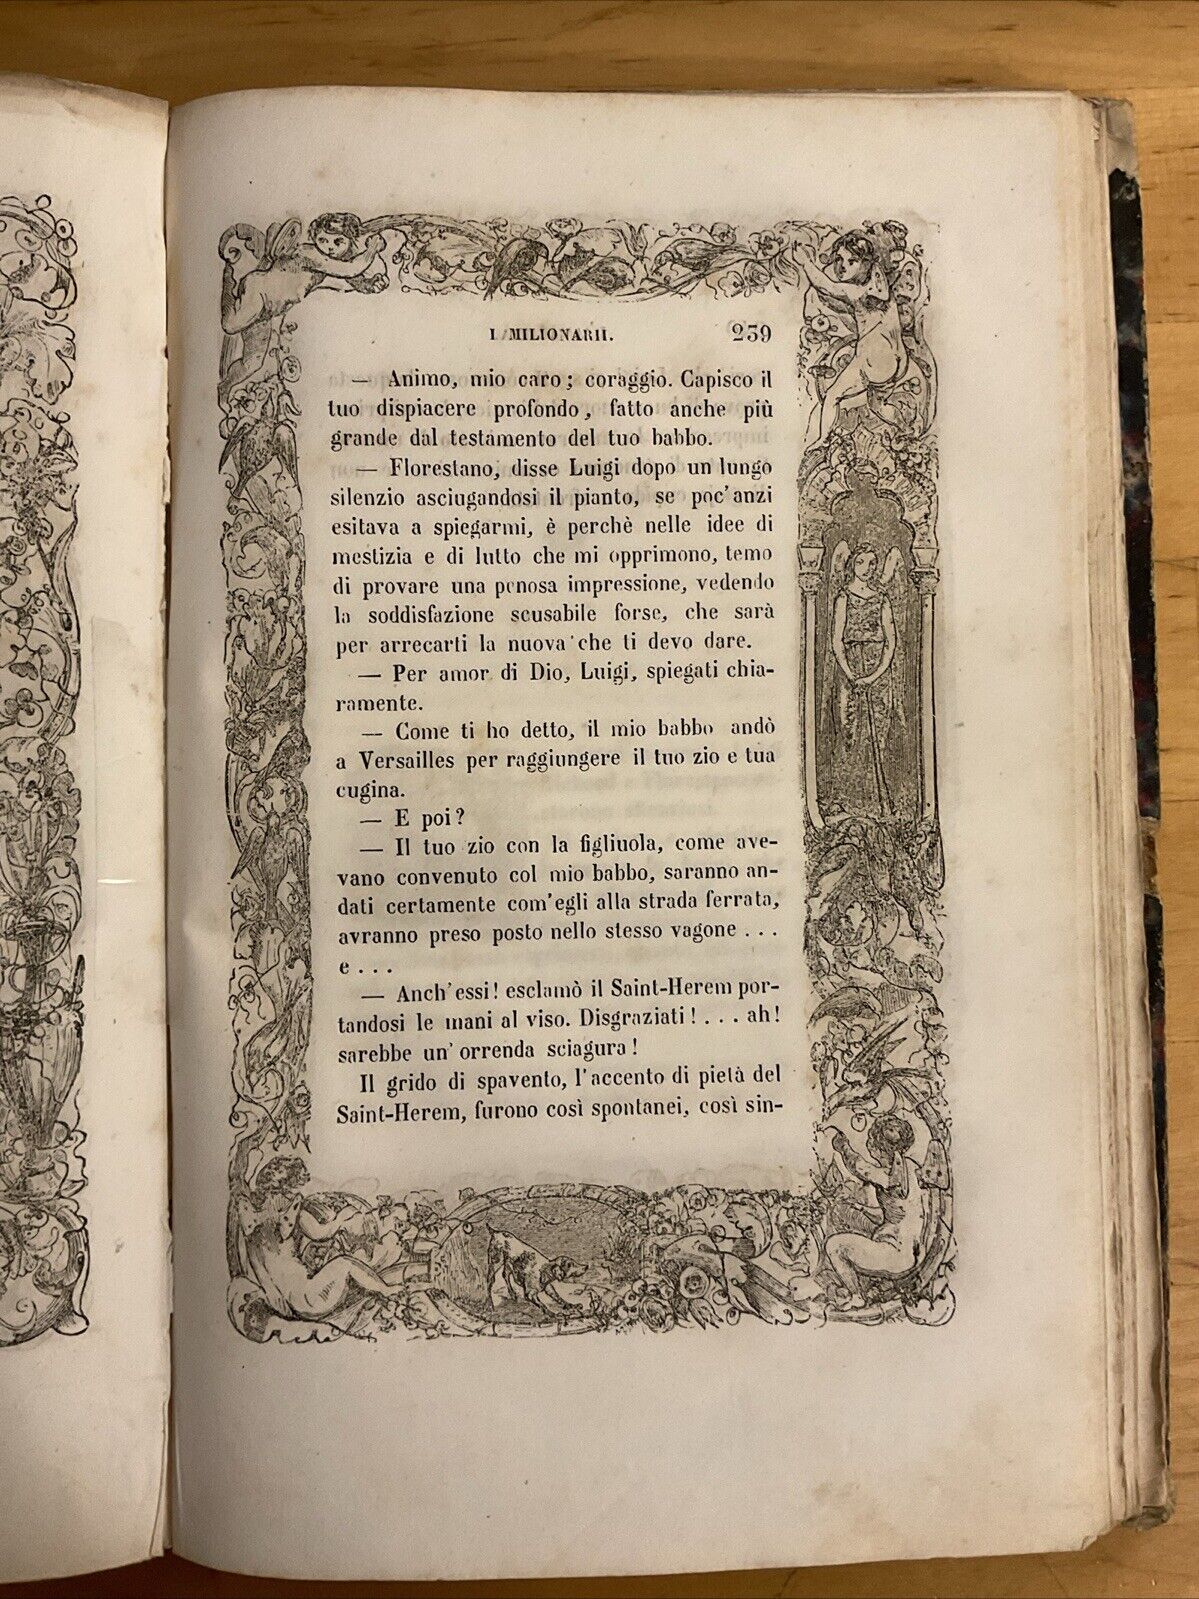 I MILIONARII. 239
— Animo, mio caro; coraggio. Capisco il
tuo dispiacere profondo, fatto anche più
grande dal testamento del tuo babbo.
— Florestano, disse Luigi dopo un lungo
silenzio asciugandosi il pianto, se poc'anzi
esitava a spiegarmi, è perchè nelle idee di
mestizia e di lutto che mi opprimono, temo
di provare una penosa impressione, vedendo
la soddisfazione scusabile forse, che sarà
per arrecarti la nuova che ti devo dare.
— Per amor di Dio, Luigi, spiegati chia-
ramente.
— Come ti ho detto, il mio babbo andò
a Versailles per raggiungere il tuo zio e tua
cugina.
— E poi?
— Il tuo zio con la figliuola, come ave-
vano convenuto col mio babbo, saranno an-
dati certamente com'egli alla strada ferrata,
avranno preso posto nello stesso vagone . . .
e . . .
— Anch'essi! esclamò il Saint-Herem por-
tandosi le mani al viso. Disgraziati! . . . ah!
sarebbe un' orrenda sciagura!
Il grido di spavento, l'accento di pietà del
Saint-Herem, furono così spontanei, così sin-